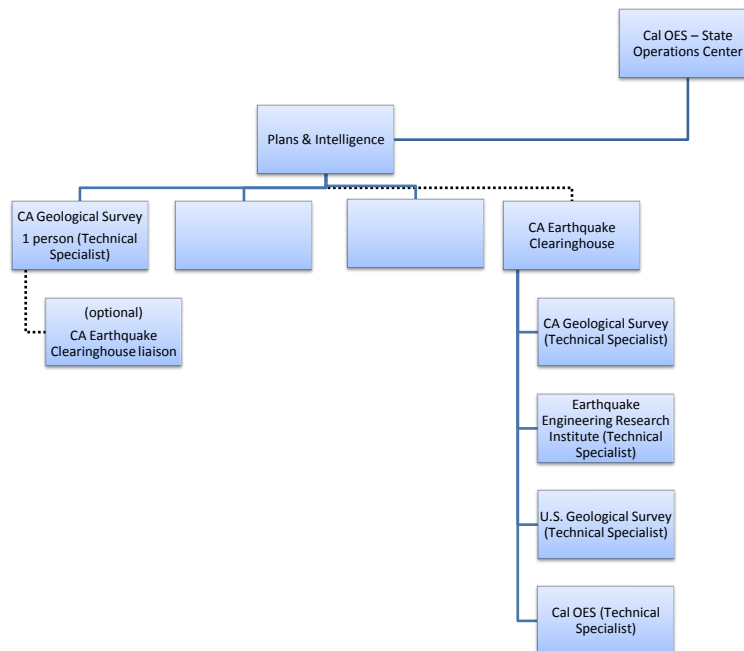 Cal OES – State
Operations Center
Plans & Intelligence
CA Geological Survey
1 person (Technical
Specialist)
CA Earthquake
Clearinghouse
(optional)
CA Earthquake
Clearinghouse liaison
CA Geological Survey
(Technical Specialist)
Earthquake
Engineering Research
Institute (Technical
Specialist)
U.S. Geological Survey
(Technical Specialist)
Cal OES (Technical
Specialist)